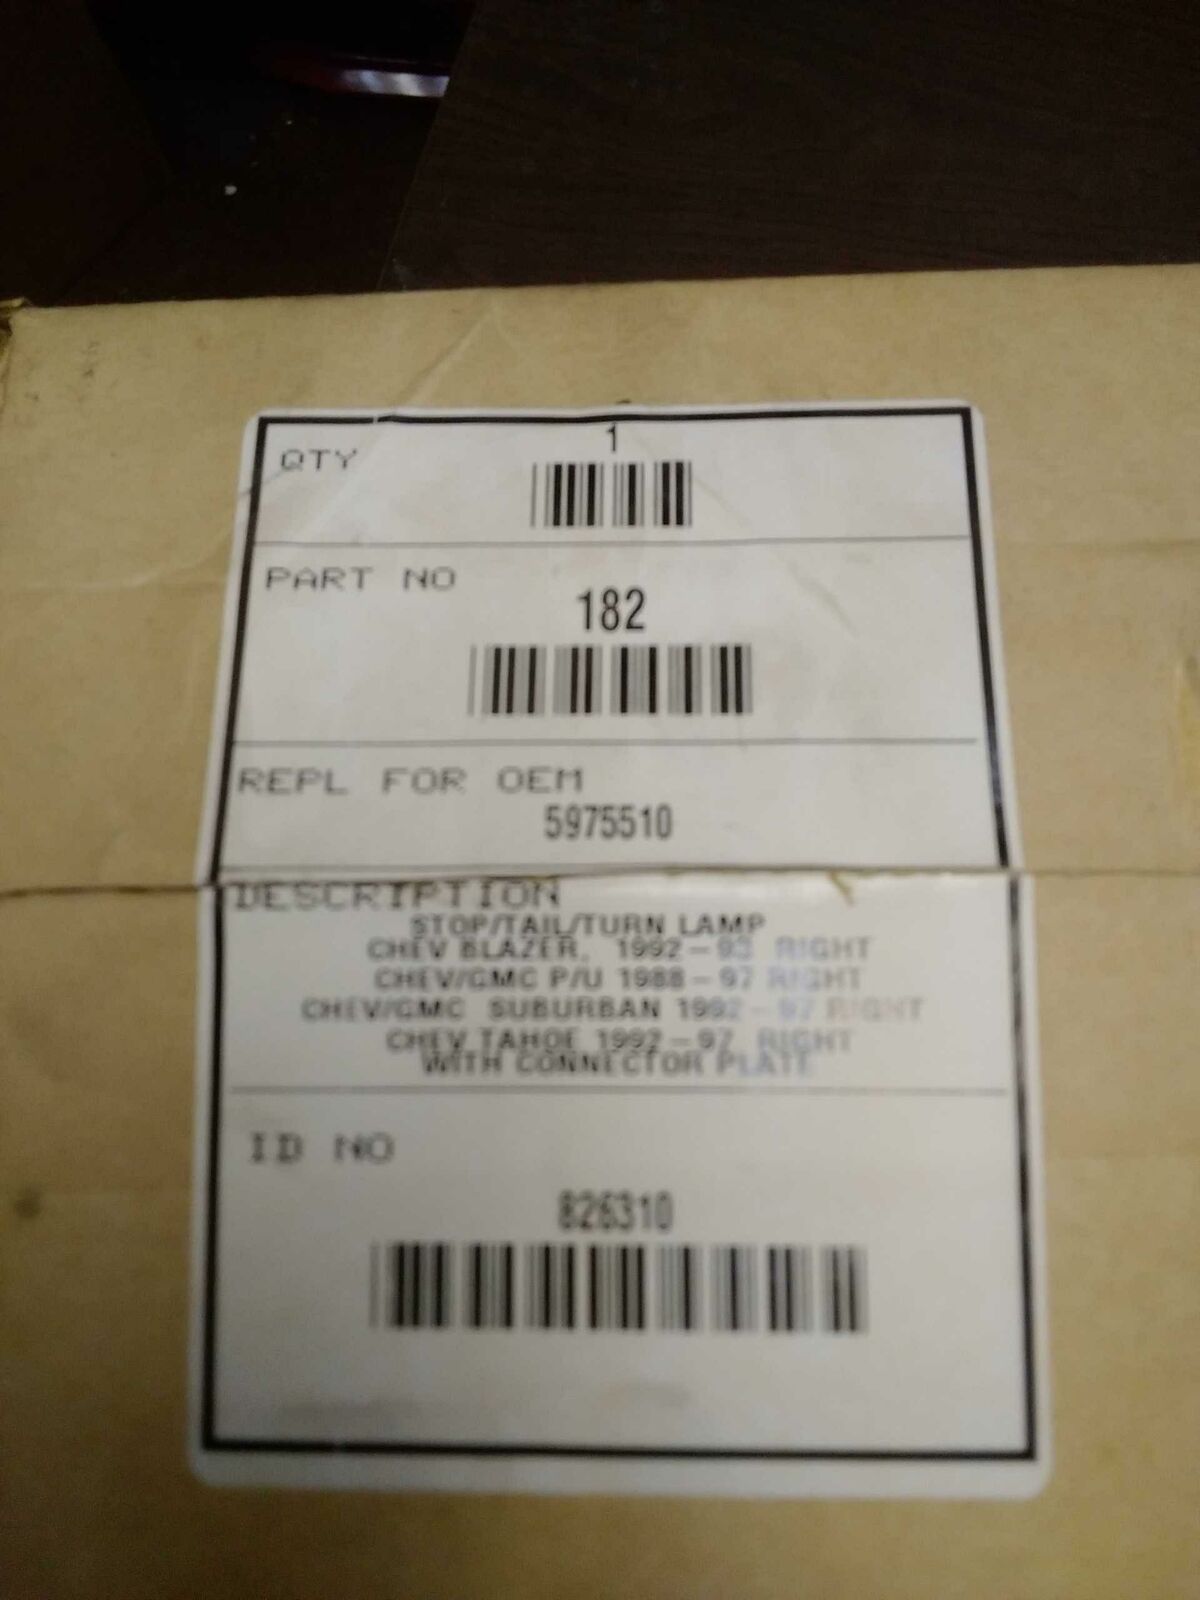 QTY
1
PART NO
182
REPL FOR OEM
5975510
DESCRIPTION
STOP/TAIL/TURN LAMP
CHEV BLAZER, 1992-93 RIGHT
CHEV/GMC P/U 1988-97 RIGHT
CHEV/GMC SUBURBAN 1992-97 RIGHT
CHEV TAHOE 1992-97 RIGHT
WITH CONNECTOR PLATE
ID NO
826310